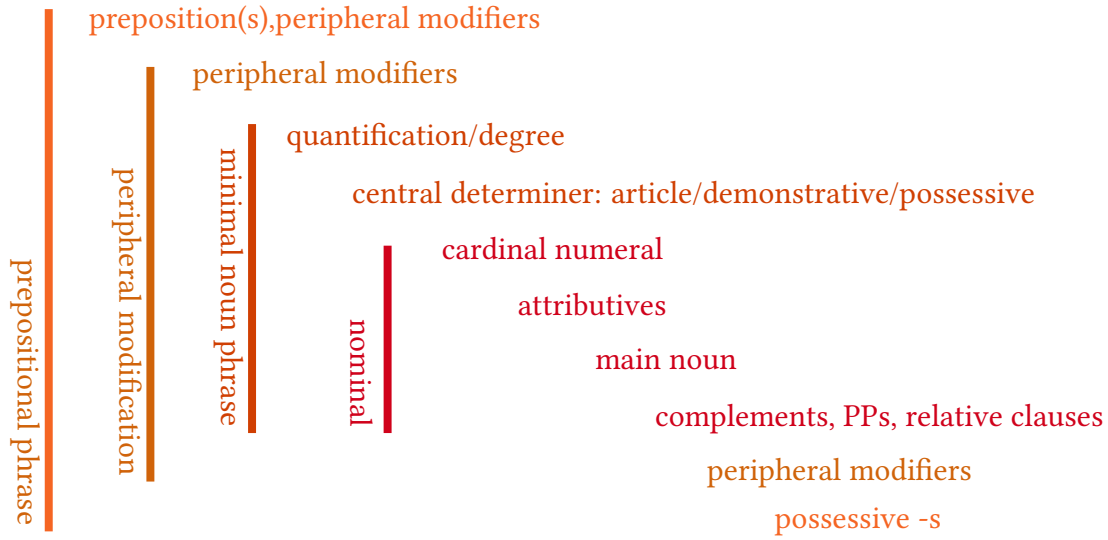 preposition(s),peripheral modifiers
peripheral modifiers
quantification/degree
central determiner: article/demonstrative/possessive
cardinal numeral
attributives
main noun
complements, PPs, relative clauses
peripheral modifiers
possessive -s
prepositional phrase
peripheral modification
minimal noun phrase
nominal